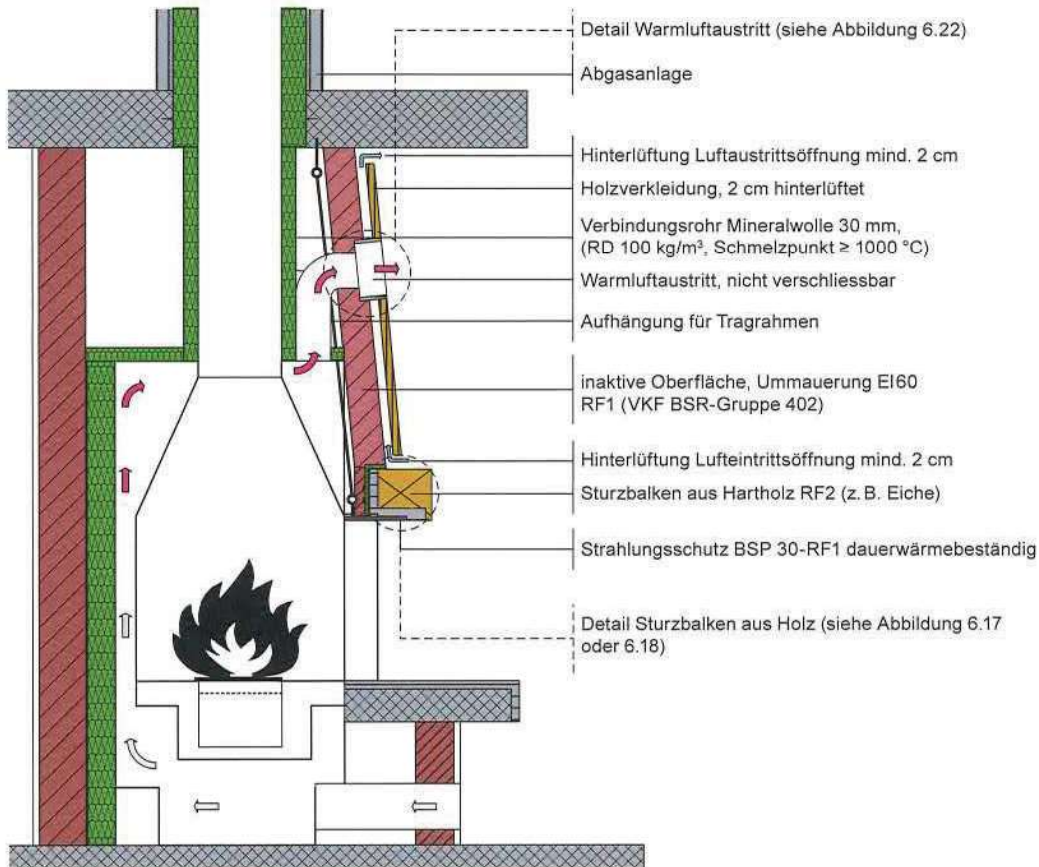 Detail Warmluftaustritt (siehe Abbildung 6.22)
Abgasanlage
Hinterlüftung Luftaustrittsöffnung mind. 2 cm
Holzverkleidung, 2 cm hinterlüftet
Verbindungsrohr Mineralwolle 30 mm,
(RD 100 kg/m³, Schmelzpunkt ≥ 1000 °C)
Warmluftaustritt, nicht verschliessbar
Aufhängung für Tragrahmen
inaktive Oberfläche, Ummauerung EI60
RF1 (VKF BSR-Gruppe 402)
Hinterlüftung Lufteintrittsöffnung mind. 2 cm
Sturzbalken aus Hartholz RF2 (z. B. Eiche)
Strahlungsschutz BSP 30-RF1 dauerwärmebeständig
Detail Sturzbalken aus Holz (siehe Abbildung 6.17
oder 6.18)